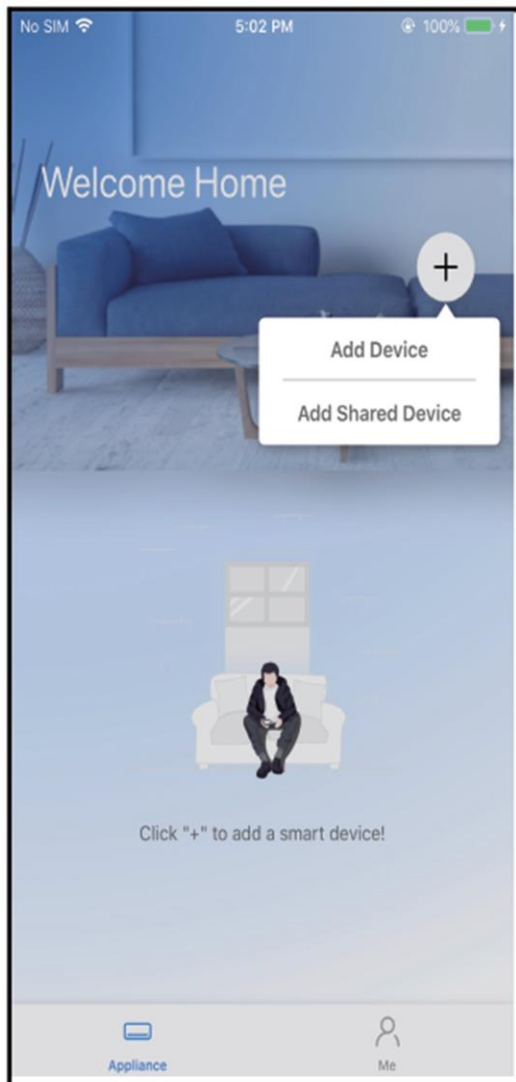 No SIM 5:02 PM 100%
Welcome Home
+
Add Device
Add Shared Device
Click "+" to add a smart device!
Appliance Me